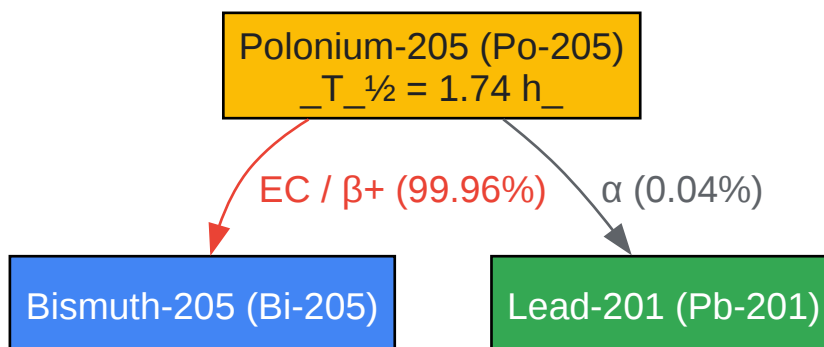 Polonium-205 (Po-205)
_T_½ = 1.74 h_
EC / β+ (99.96%)
α (0.04%)
Bismuth-205 (Bi-205)
Lead-201 (Pb-201)